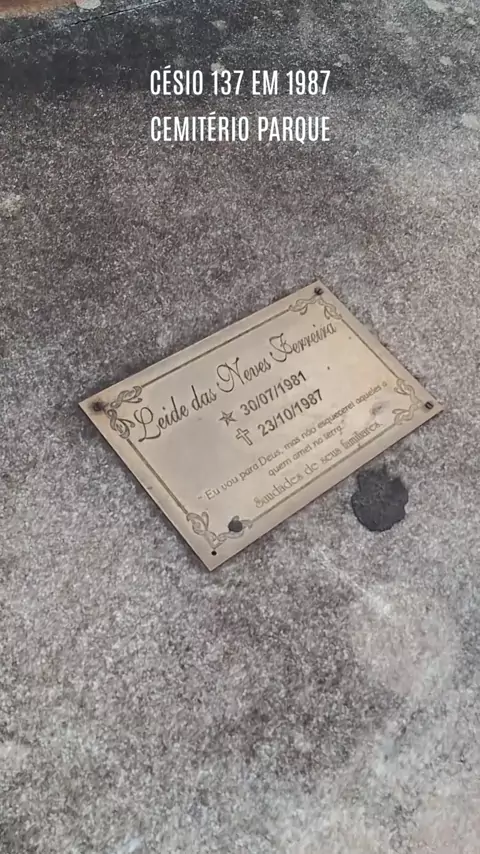 CÉSIO 137 EM 1987
CEMITÉRIO PARQUE
Leide das Neves Ferreira
30/07/1981
23/10/1987
"Eu vou para Deus, mas não esquecerei aqueles a
quem amei na terra."
Saudades de seus familiares.